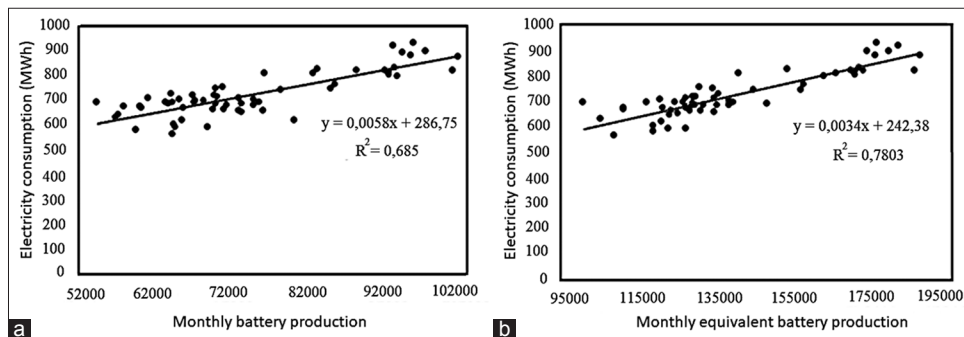 1000
900
800
700
600
500
400
300
200
100
0
Electricity consumption (MWh)
y = 0,0058x + 286,75
R2 = 0,685
52000 62000 72000 82000 92000 102000
Monthly battery production
a
1000
900
800
700
600
500
400
300
200
100
0
Electricity consumption (MWh)
y = 0,0034x + 242,38
R2 = 0,7803
95000 115000 135000 155000 175000 195000
Monthly equivalent battery production
b